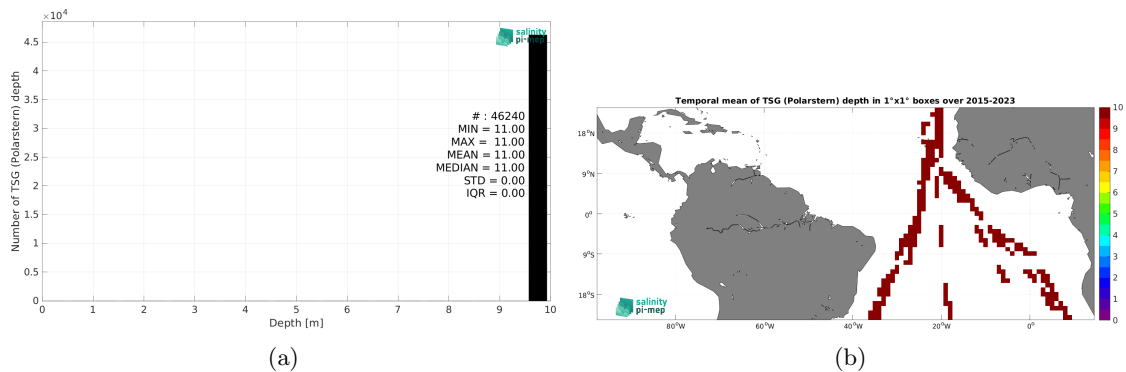 ×10⁴
4.5
4
3.5
3
2.5
2
1.5
1
0.5
0
Number of TSG (Polarstern) depth
salinity
pi-mep
# : 46240
MIN = 11.00
MAX = 11.00
MEAN = 11.00
MEDIAN = 11.00
STD = 0.00
IQR = 0.00
0 1 2 3 4 5 6 7 8 9 10
Depth [m]
(a)
Temporal mean of TSG (Polarstern) depth in 1°x1° boxes over 2015-2023
18°N
9°N
0°
9°S
18°S
salinity
pi-mep
80°W 60°W 40°W 20°W 0°
10
9
8
7
6
5
4
3
2
1
0
(b)